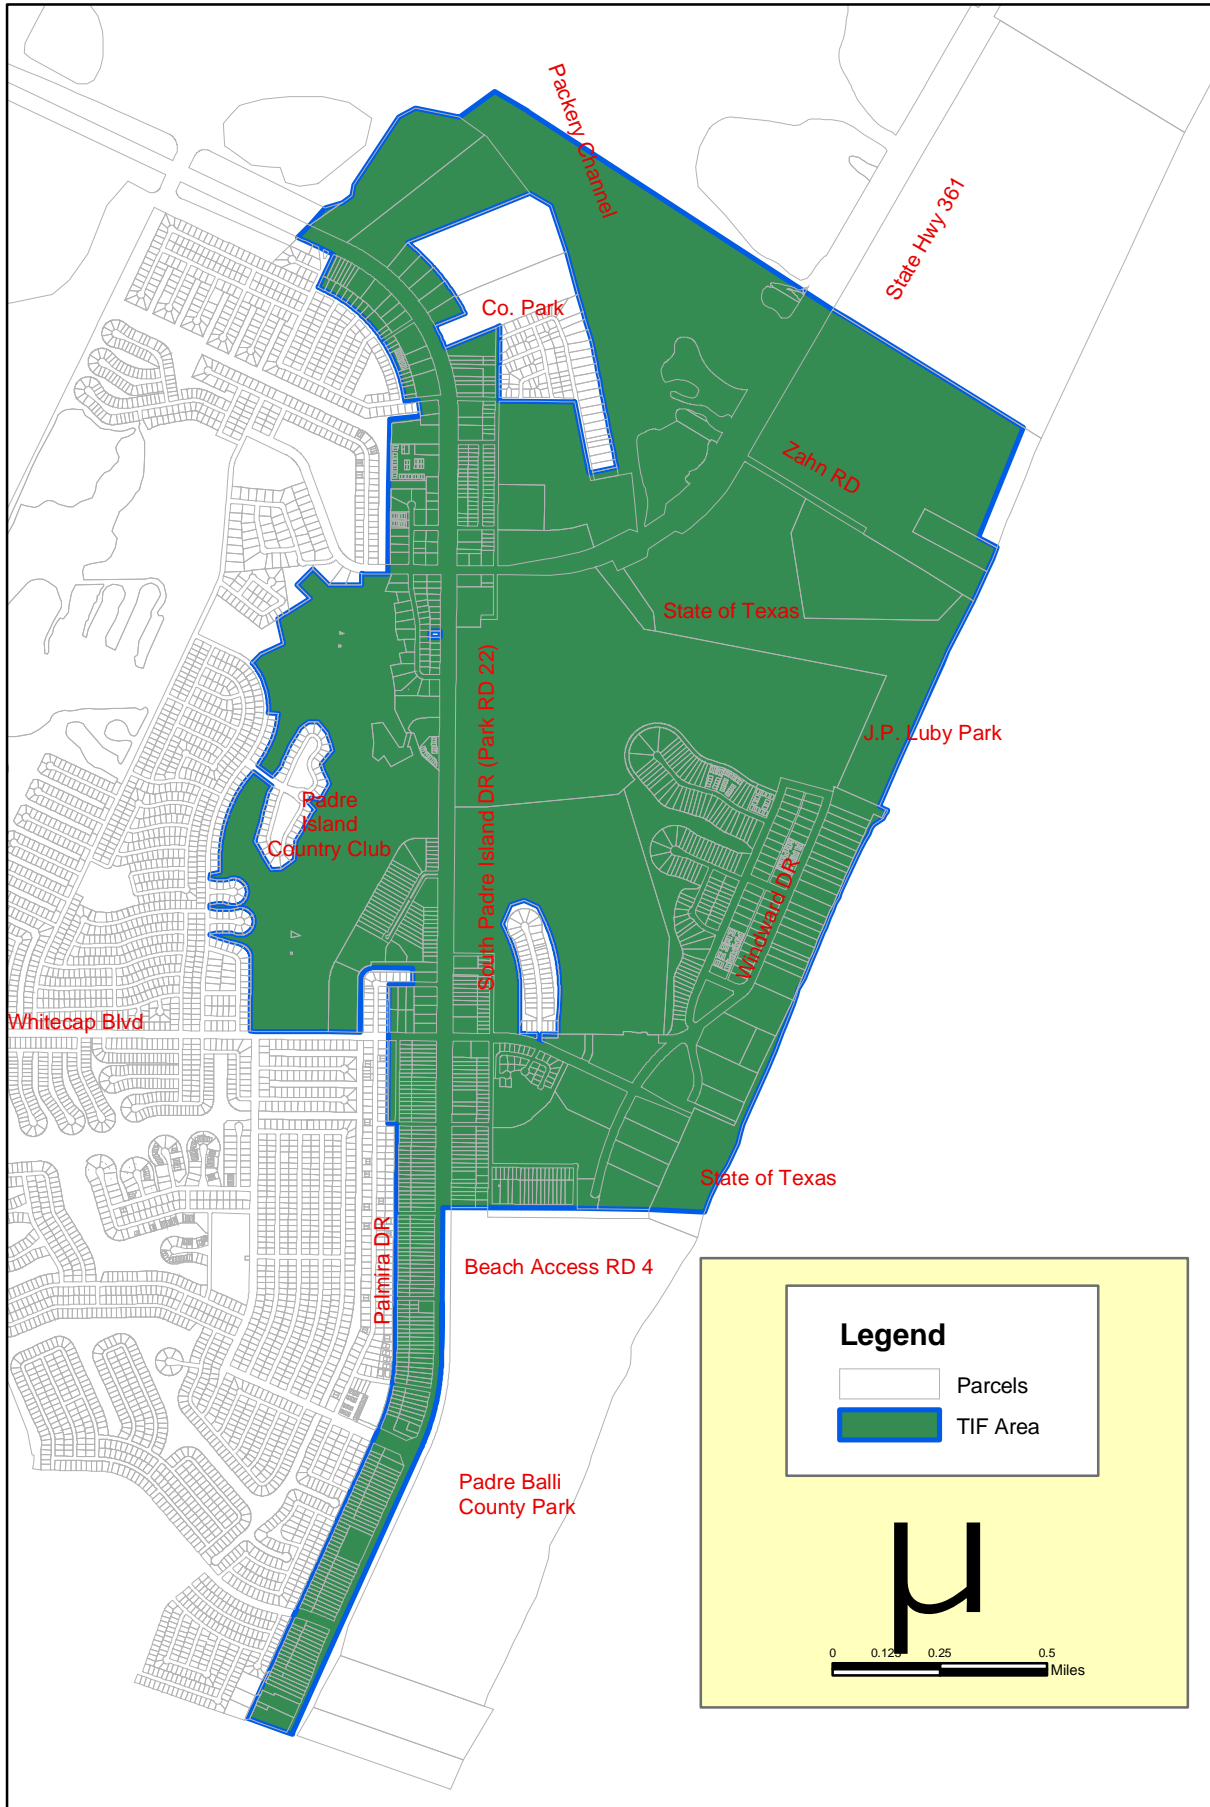 Packery Channel
State Hwy 361
Co. Park
Zahn RD
State of Texas
South Padre Island DR (Park RD 22)
J.P. Luby Park
Padre
Island
Country Club
Windward DR
Whitecap Blvd
State of Texas
Palmira DR
Beach Access RD 4
Padre Balli
County Park
Legend
Parcels
TIF Area
µ
0 0.125 0.25 0.5
Miles